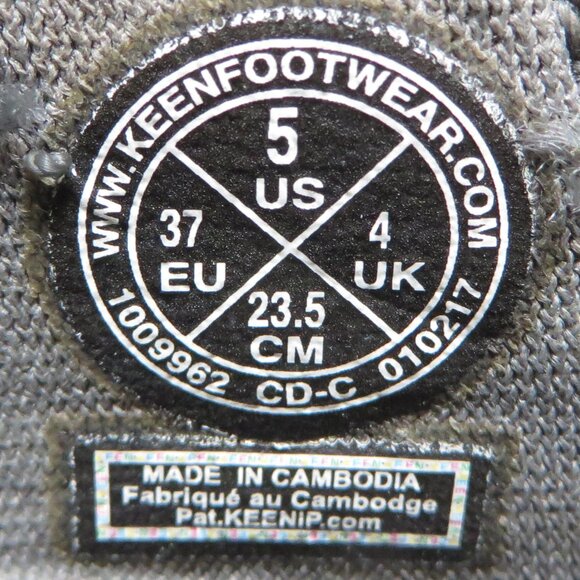 WWW.KEENFOOTWEAR.COM
5
US
37
EU
4
UK
23.5
CM
1009962 CD-C 010217
MADE IN CAMBODIA
Fabriqué au Cambodge
Pat.KEENIP.com